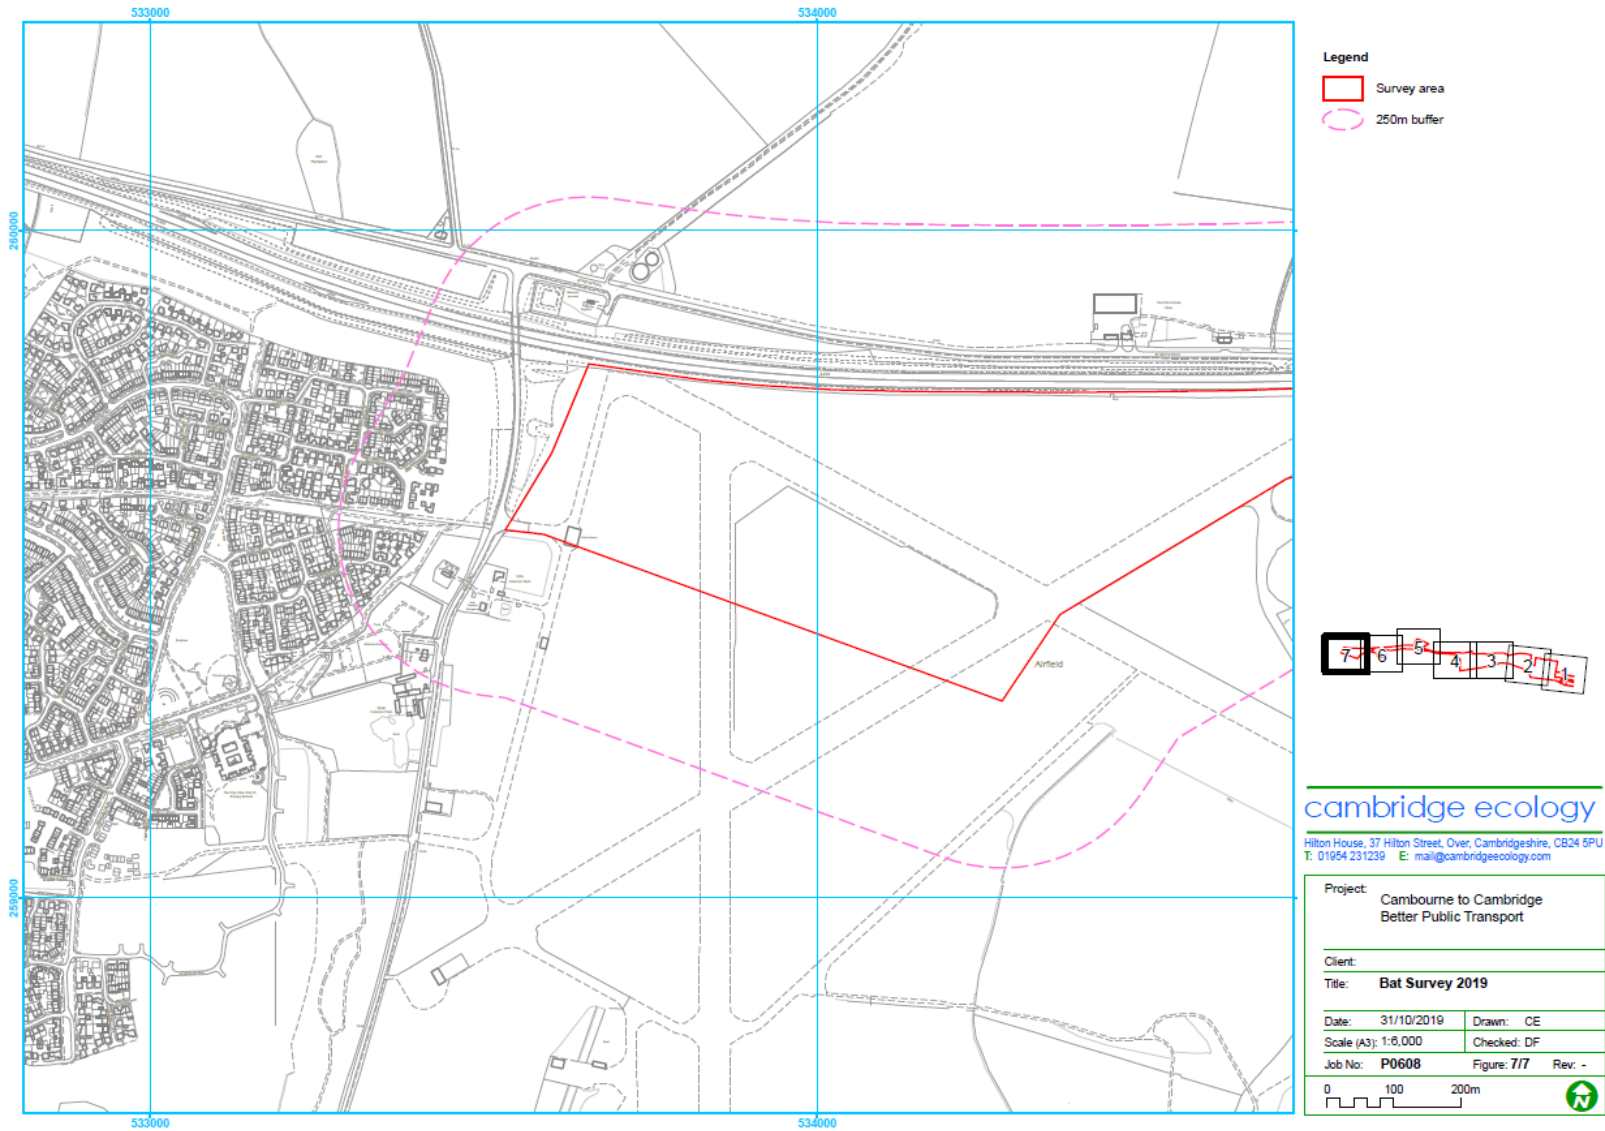 533000
534000
260000
259000
Airfield
533000
534000
Legend
Survey area
250m buffer
7 6 5 4 3 2 1
cambridge ecology
Hilton House, 37 Hilton Street, Over, Cambridgeshire, CB24 5PU
T: 01954 231239 E: mail@cambridgeecology.com
Project: Cambourne to Cambridge
Better Public Transport
Client:
Title: Bat Survey 2019
Date: 31/10/2019 Drawn: CE
Scale (A3): 1:6,000 Checked: DF
Job No: P0608 Figure: 7/7 Rev: -
0 100 200m
N